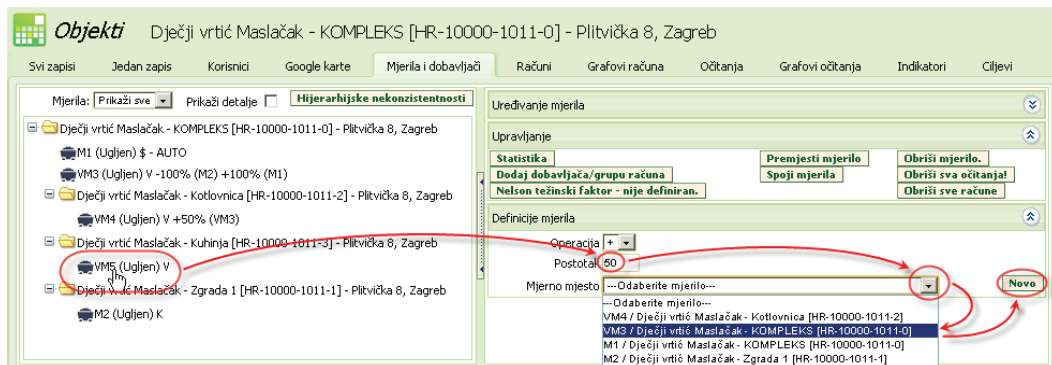 Objekti Dječji vrtić Maslačak - KOMPLEKS [HR-10000-1011-0] - Plitvička 8, Zagreb
Svi zapisi Jedan zapis Korisnici Google karte Mjerila i dobavljači Računi Grafovi računa Očitanja Grafovi očitanja Indikatori Ciljevi
Mjerila: Prikaži sve Prikaži detalje Hijerarhijske nekonzistentnosti
Dječji vrtić Maslačak - KOMPLEKS [HR-10000-1011-0] - Plitvička 8, Zagreb
M1 (Ugljen) $ - AUTO
VM3 (Ugljen) V -100% (M2) +100% (M1)
Dječji vrtić Maslačak - Kotlovnica [HR-10000-1011-2] - Plitvička 8, Zagreb
VM4 (Ugljen) V +50% (VM3)
Dječji vrtić Maslačak - Kuhinja [HR-10000-1011-3] - Plitvička 8, Zagreb
VM5 (Ugljen) V
Dječji vrtić Maslačak - Zgrada 1 [HR-10000-1011-1] - Plitvička 8, Zagreb
M2 (Ugljen) K
Uređivanje mjerila
Upravljanje
Statistika Premjesti mjerilo Obriši mjerilo.
Dodaj dobavljača/grupu računa Spoji mjerila Obriši sva očitanja!
Nelson težinski faktor - nije definiran. Obriši sve račune
Definicije mjerila
Operacija +
Postotak 50
Mjerno mjesto ---Odaberite mjerilo--- Novo
---Odaberite mjerilo---
VM4 / Dječji vrtić Maslačak - Kotlovnica [HR-10000-1011-2]
VM3 / Dječji vrtić Maslačak - KOMPLEKS [HR-10000-1011-0]
M1 / Dječji vrtić Maslačak - KOMPLEKS [HR-10000-1011-0]
M2 / Dječji vrtić Maslačak - Zgrada 1 [HR-10000-1011-1]